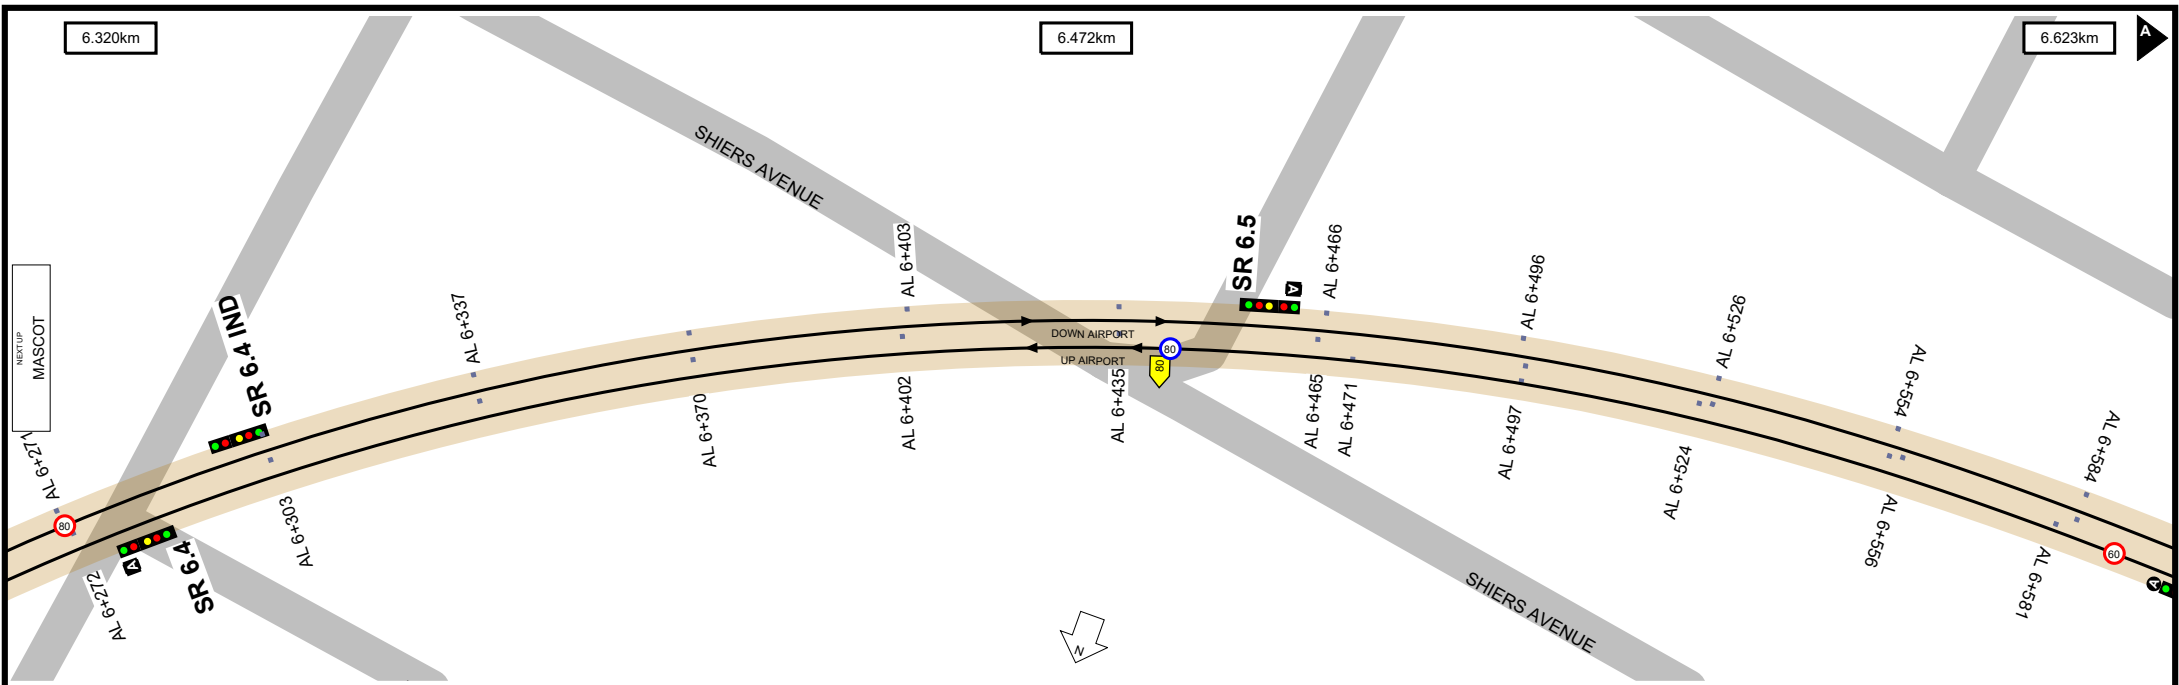 6.320km
6.472km
6.623km
A
SHIERS AVENUE
AL 6+403
SR 6.5
A
AL 6+466
AL 6+496
AL 6+526
AL 6+554
AL 6+584
NEXT UP
MASCOT
SR 6.4 IND
AL 6+337
DOWN AIRPORT
UP AIRPORT
80
80
AL 6+271
80
AL 6+303
AL 6+370
AL 6+402
AL 6+435
AL 6+465
AL 6+471
AL 6+497
AL 6+524
AL 6+556
AL 6+581
60
A
A
SR 6.4
AL 6+272
SHIERS AVENUE
N